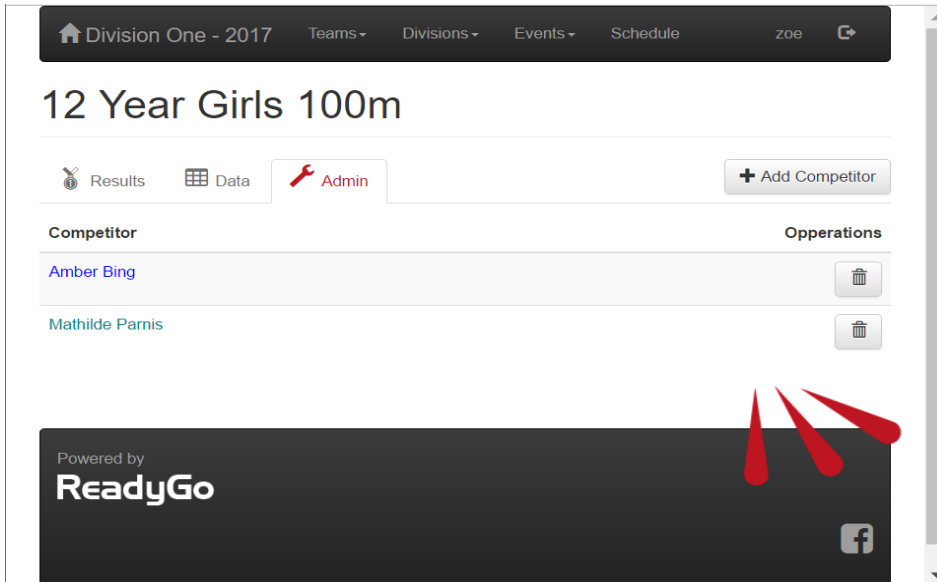 Division One - 2017 Teams Divisions Events Schedule zoe
12 Year Girls 100m
Results Data Admin Add Competitor
Competitor Opperations
Amber Bing
Mathilde Parnis
Powered by
ReadyGo